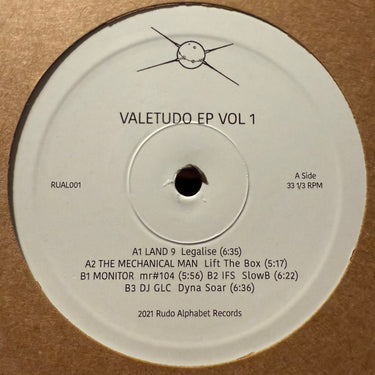 VALETUDO EP VOL 1
RUAL001
A Side
33 1/3 RPM
A1 LAND 9 Legalise (6:35)
A2 THE MECHANICAL MAN Lift The Box (5:17)
B1 MONITOR mr#104 (5:56) B2 IFS SlowB (6:22)
B3 DJ GLC Dyna Soar (6:36)
2021 Rudo Alphabet Records